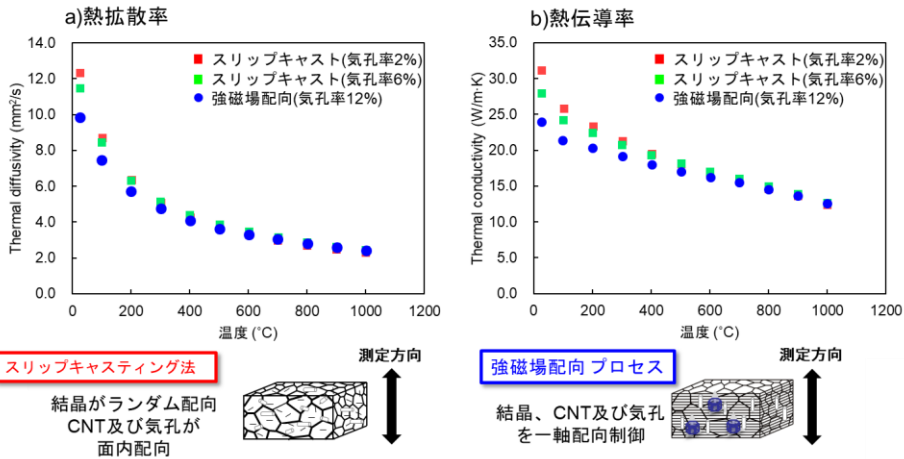 a)熱拡散率
14.0
12.0
10.0
8.0
6.0
4.0
2.0
0.0
Thermal diffusivity (mm²/s)
スリップキャスト(気孔率2%)
スリップキャスト(気孔率6%)
強磁場配向(気孔率12%)
0 200 400 600 800 1000 1200
温度 (°C)
b)熱伝導率
35.0
30.0
25.0
20.0
15.0
10.0
5.0
0.0
Thermal conductivity (W/m·K)
スリップキャスト(気孔率2%)
スリップキャスト(気孔率6%)
強磁場配向(気孔率12%)
0 200 400 600 800 1000 1200
温度 (°C)
スリップキャスティング法
結晶がランダム配向
CNT及び気孔が
面内配向
測定方向
強磁場配向 プロセス
結晶、CNT及び気孔
を一軸配向制御
測定方向